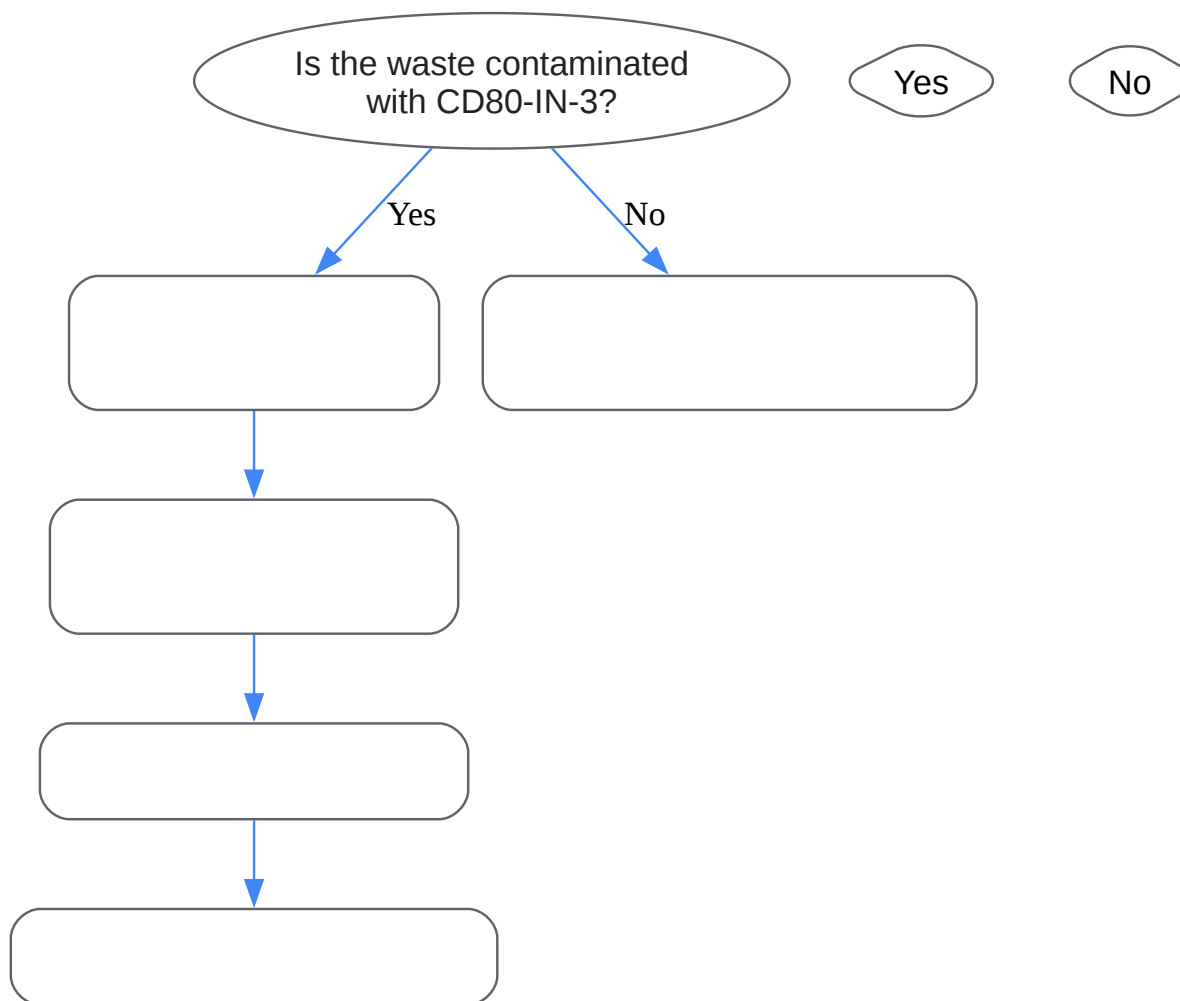 Is the waste contaminated
with CD80-IN-3?
Yes
No
Yes
No